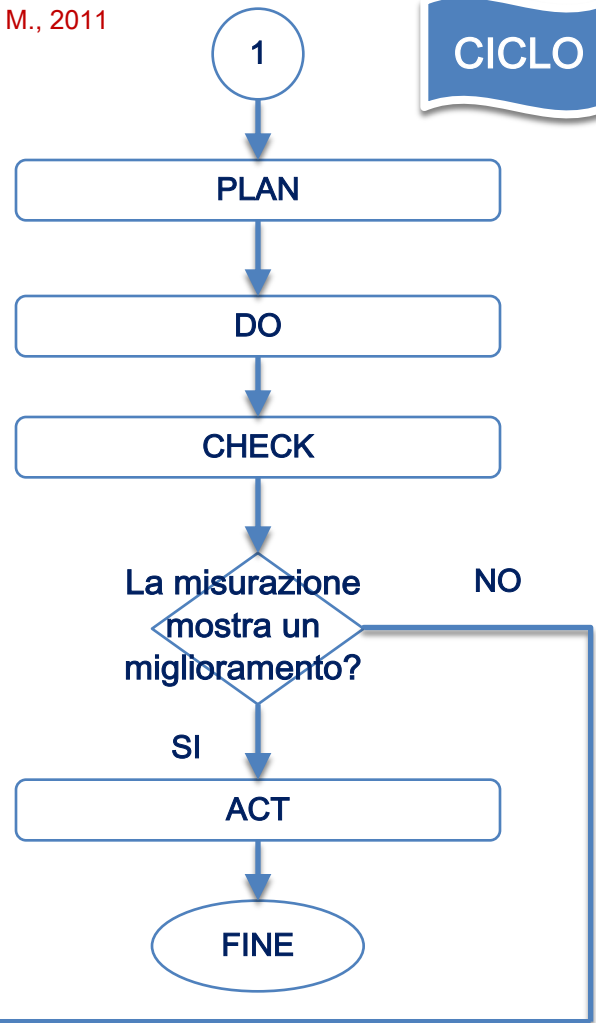 M., 2011
1
CICLO
PLAN
DO
CHECK
La misurazione
mostra un
miglioramento?
NO
SI
ACT
FINE